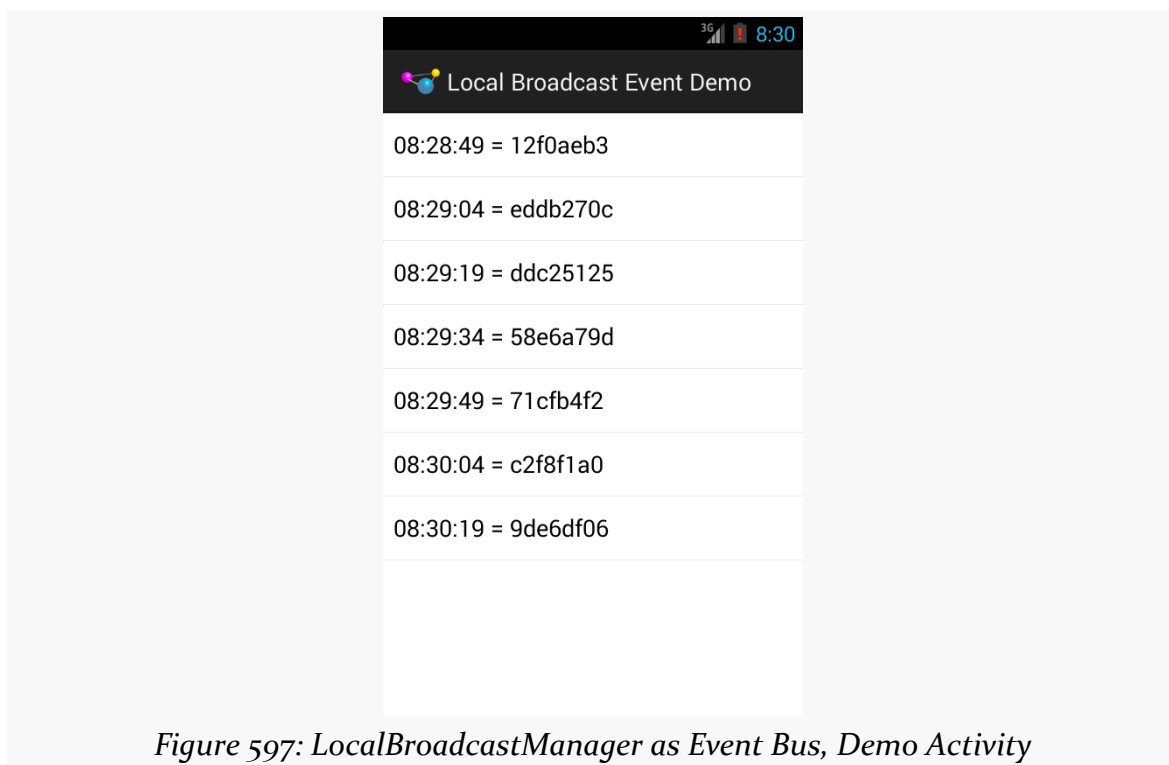 3G 8:30
Local Broadcast Event Demo
08:28:49 = 12f0aeb3
08:29:04 = eddb270c
08:29:19 = ddc25125
08:29:34 = 58e6a79d
08:29:49 = 71cfb4f2
08:30:04 = c2f8f1a0
08:30:19 = 9de6df06
Figure 597: LocalBroadcastManager as Event Bus, Demo Activity